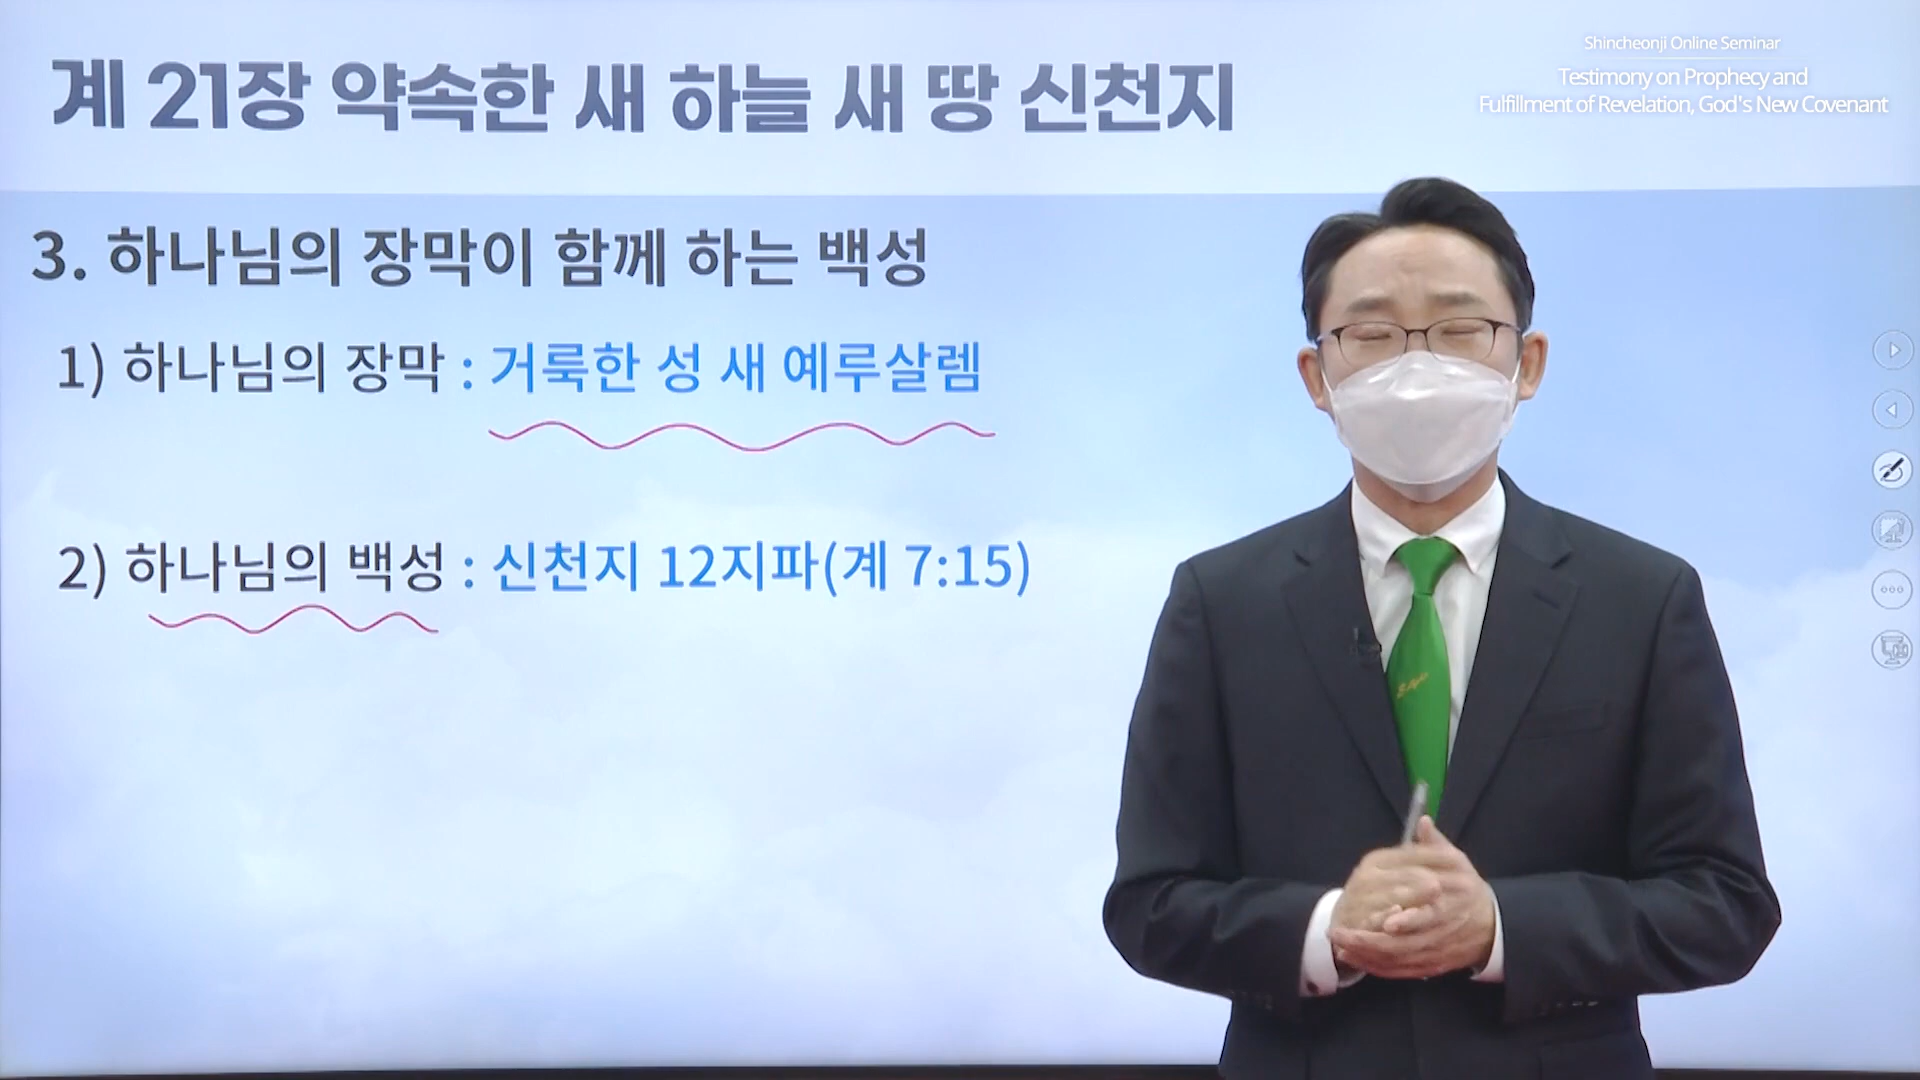 계 21장 약속한 새 하늘 새 땅 신천지
Shincheonji Online Seminar
Testimony on Prophecy and
Fulfillment of Revelation, God's New Covenant
3. 하나님의 장막이 함께 하는 백성
1) 하나님의 장막 : 거룩한 성 새 예루살렘
2) 하나님의 백성 : 신천지 12지파(계 7:15)